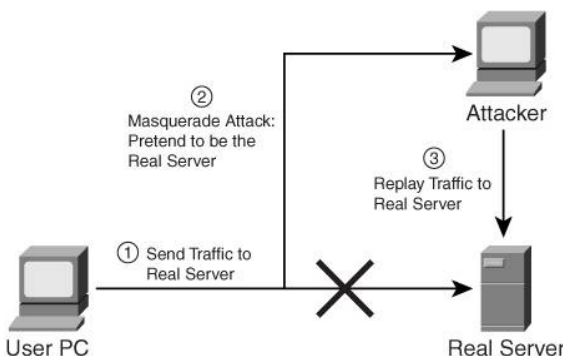 ②
Masquerade Attack:
Pretend to be the
Real Server
Attacker
③
Replay Traffic to
Real Server
① Send Traffic to
Real Server
User PC
Real Server